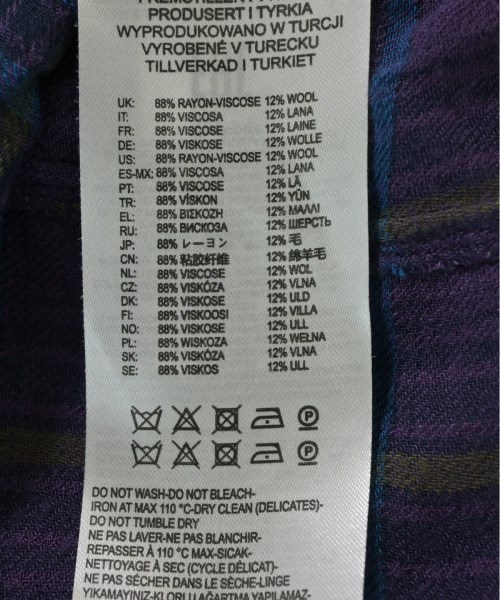 PRODUSERT I TYRKIA
WYPRODUKOWANO W TURCJI
VYROBENÉ V TURECKU
TILLVERKAD I TURKIET
UK: 88% RAYON-VISCOSE 12% WOOL
IT: 88% VISCOSA 12% LANA
FR: 88% VISCOSE 12% LAINE
DE: 88% VISKOSE 12% WOLLE
US: 88% RAYON-VISCOSE 12% WOOL
ES-MX: 88% VISCOSA 12% LANA
PT: 88% VISCOSE 12% LÃ
TR: 88% VİSKON 12% YÜN
EL: 88% ΒΙΣΚΟΖΗ 12% ΜΑΛΛΙ
RU: 88% ВИСКОЗА 12% ШЕРСТЬ
JP: 88% レーヨン 12% 毛
CN: 88% 粘胶纤维 12% 绵羊毛
NL: 88% VISCOSE 12% WOL
CZ: 88% VISKÓZA 12% VLNA
DK: 88% VISKOSE 12% ULD
FI: 88% VISKOOSI 12% VILLA
NO: 88% VISKOSE 12% ULL
PL: 88% WISKOZA 12% WEŁNA
SK: 88% VISKÓZA 12% VLNA
SE: 88% VISKOS 12% ULL
P
P
DO NOT WASH-DO NOT BLEACH-
IRON AT MAX 110 °C-DRY CLEAN (DELICATES)-
DO NOT TUMBLE DRY
NE PAS LAVER-NE PAS BLANCHIR-
REPASSER À 110 °C MAX-SICAK-
NETTOYAGE À SEC (CYCLE DÉLICAT)-
NE PAS SÉCHER DANS LE SÈCHE-LINGE
YIKAMAYINIZ-KLORLU AĞARTMA YAPILAMAZ-